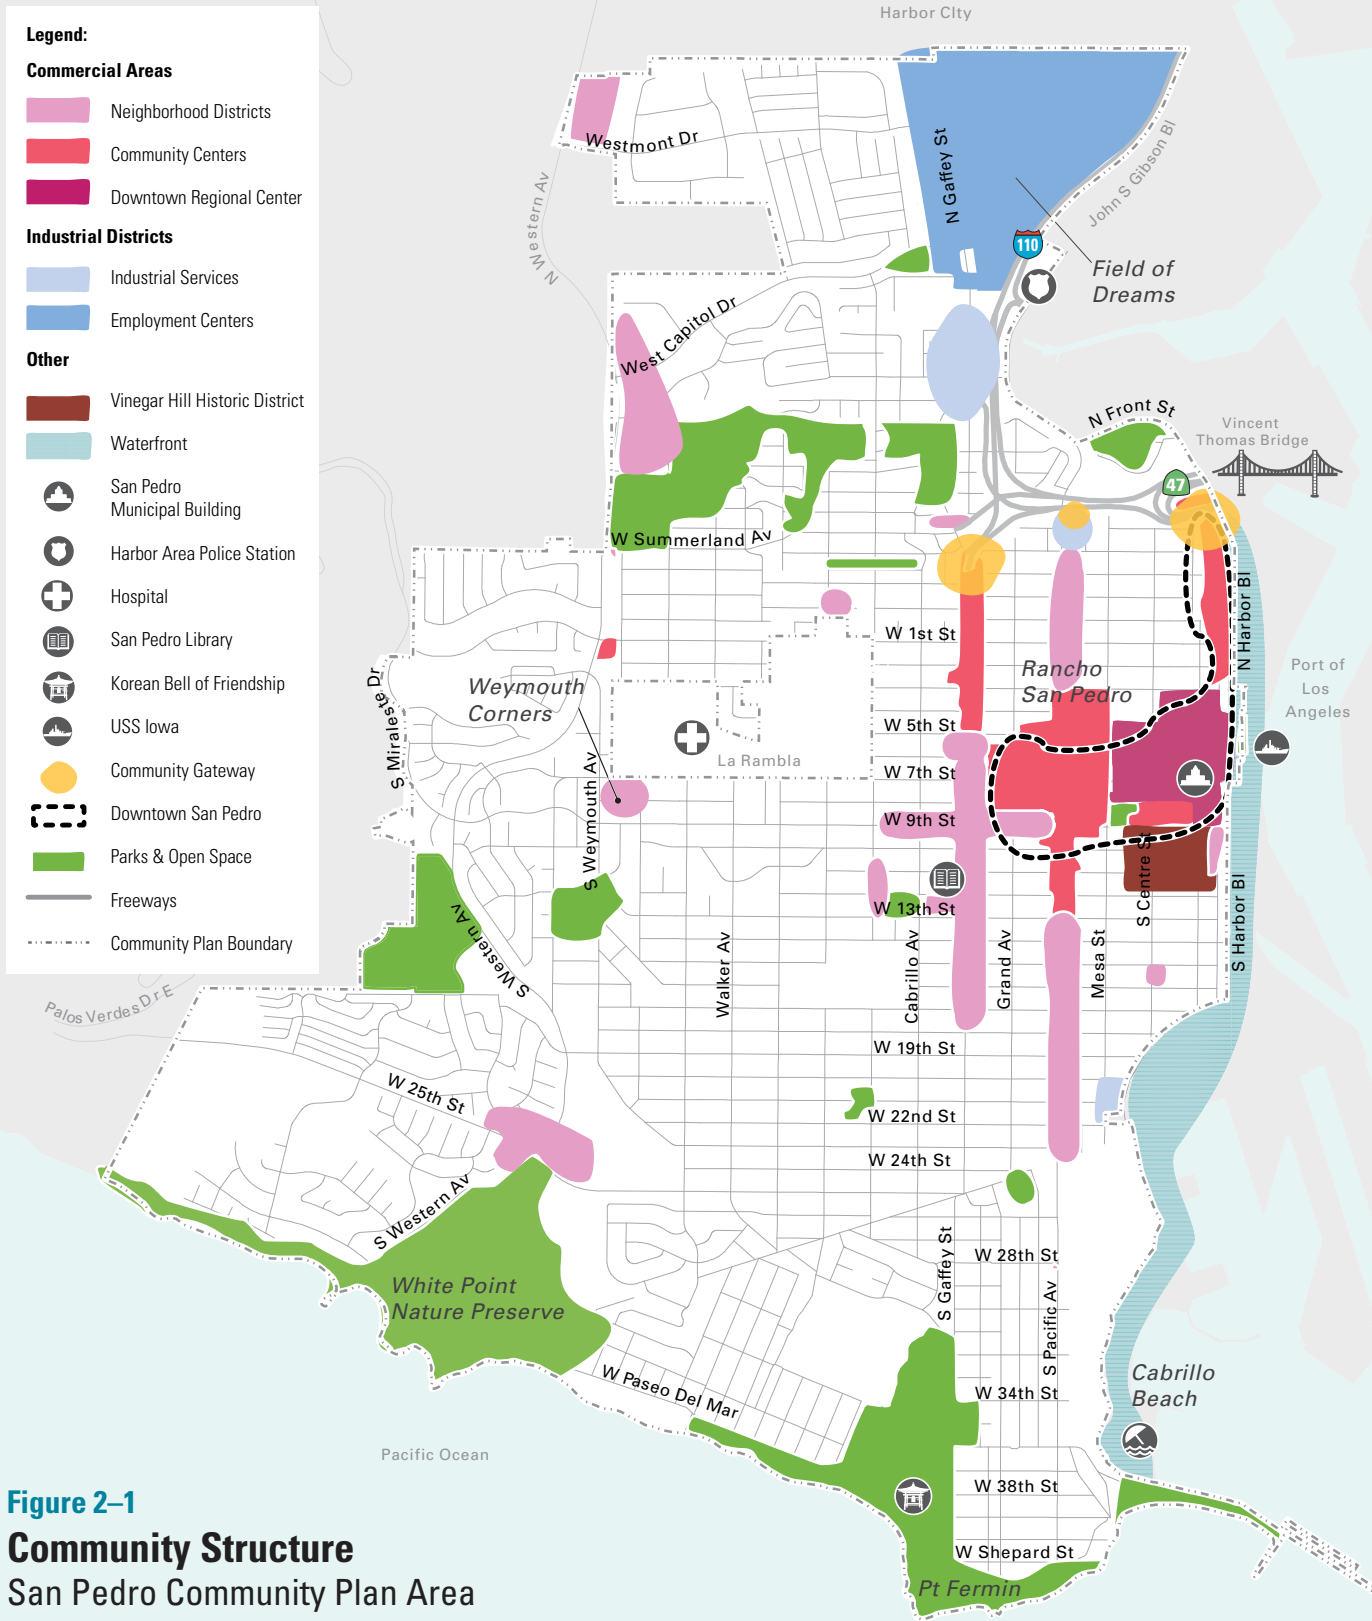 Harbor CIty
Legend:
Commercial Areas
Neighborhood Districts
Community Centers
Downtown Regional Center
Industrial Districts
Industrial Services
Employment Centers
Other
Vinegar Hill Historic District
Waterfront
San Pedro
Municipal Building
Harbor Area Police Station
Hospital
San Pedro Library
Korean Bell of Friendship
USS Iowa
Community Gateway
Downtown San Pedro
Parks & Open Space
Freeways
Community Plan Boundary
Westmont Dr
N Gaffey St
John S Gibson Bl
N Western Av
110
Field of
Dreams
West Capitol Dr
N Front St
Vincent
Thomas Bridge
47
W Summerland Av
W 1st St
N Harbor Bl
Rancho
San Pedro
Port of
Los
Angeles
S Miraleste Dr
Weymouth
Corners
W 5th St
La Rambla
W 7th St
S Weymouth Av
W 9th St
S Centre St
W 13th St
S Western Av
Walker Av
Cabrillo Av
Grand Av
Mesa St
S Harbor Bl
Palos Verdes Dr E
W 19th St
W 25th St
W 22nd St
W 24th St
S Western Av
S Gaffey St
W 28th St
White Point
Nature Preserve
S Pacific Av
W Paseo Del Mar
W 34th St
Cabrillo
Beach
Pacific Ocean
W 38th St
W Shepard St
Pt Fermin
Figure 2–1
Community Structure
San Pedro Community Plan Area